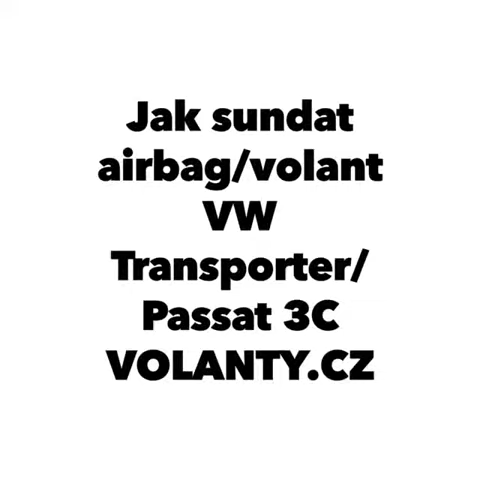 Jak sundat
airbag/volant
VW
Transporter/
Passat 3C
VOLANTY.CZ